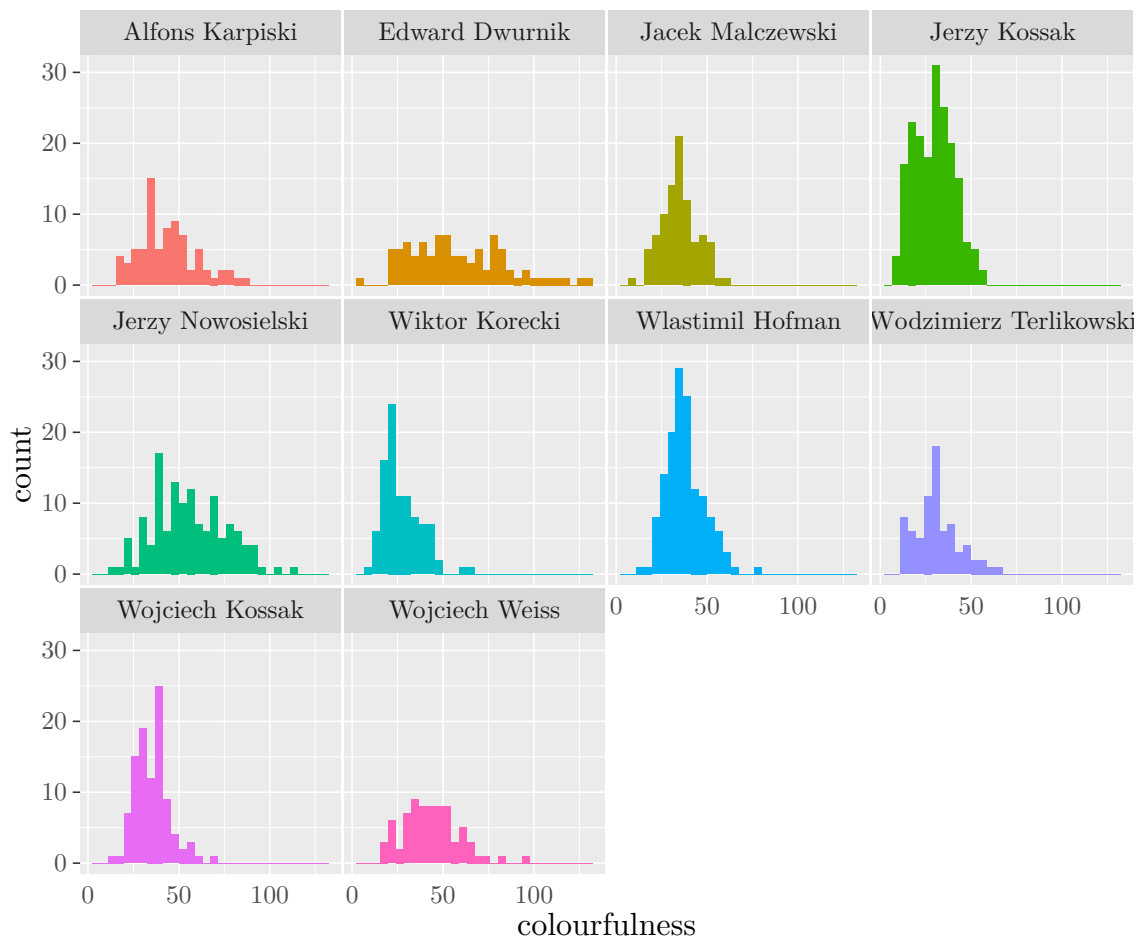 Alfons Karpiski
Edward Dwurnik
Jacek Malczewski
Jerzy Kossak
30
20
10
0
Jerzy Nowosielski
Wiktor Korecki
Wlastimil Hofman
Wodzimierz Terlikowski
30
20
10
0
0 50 100
0 50 100
Wojciech Kossak
Wojciech Weiss
30
20
10
0
0 50 100
0 50 100
count
colourfulness